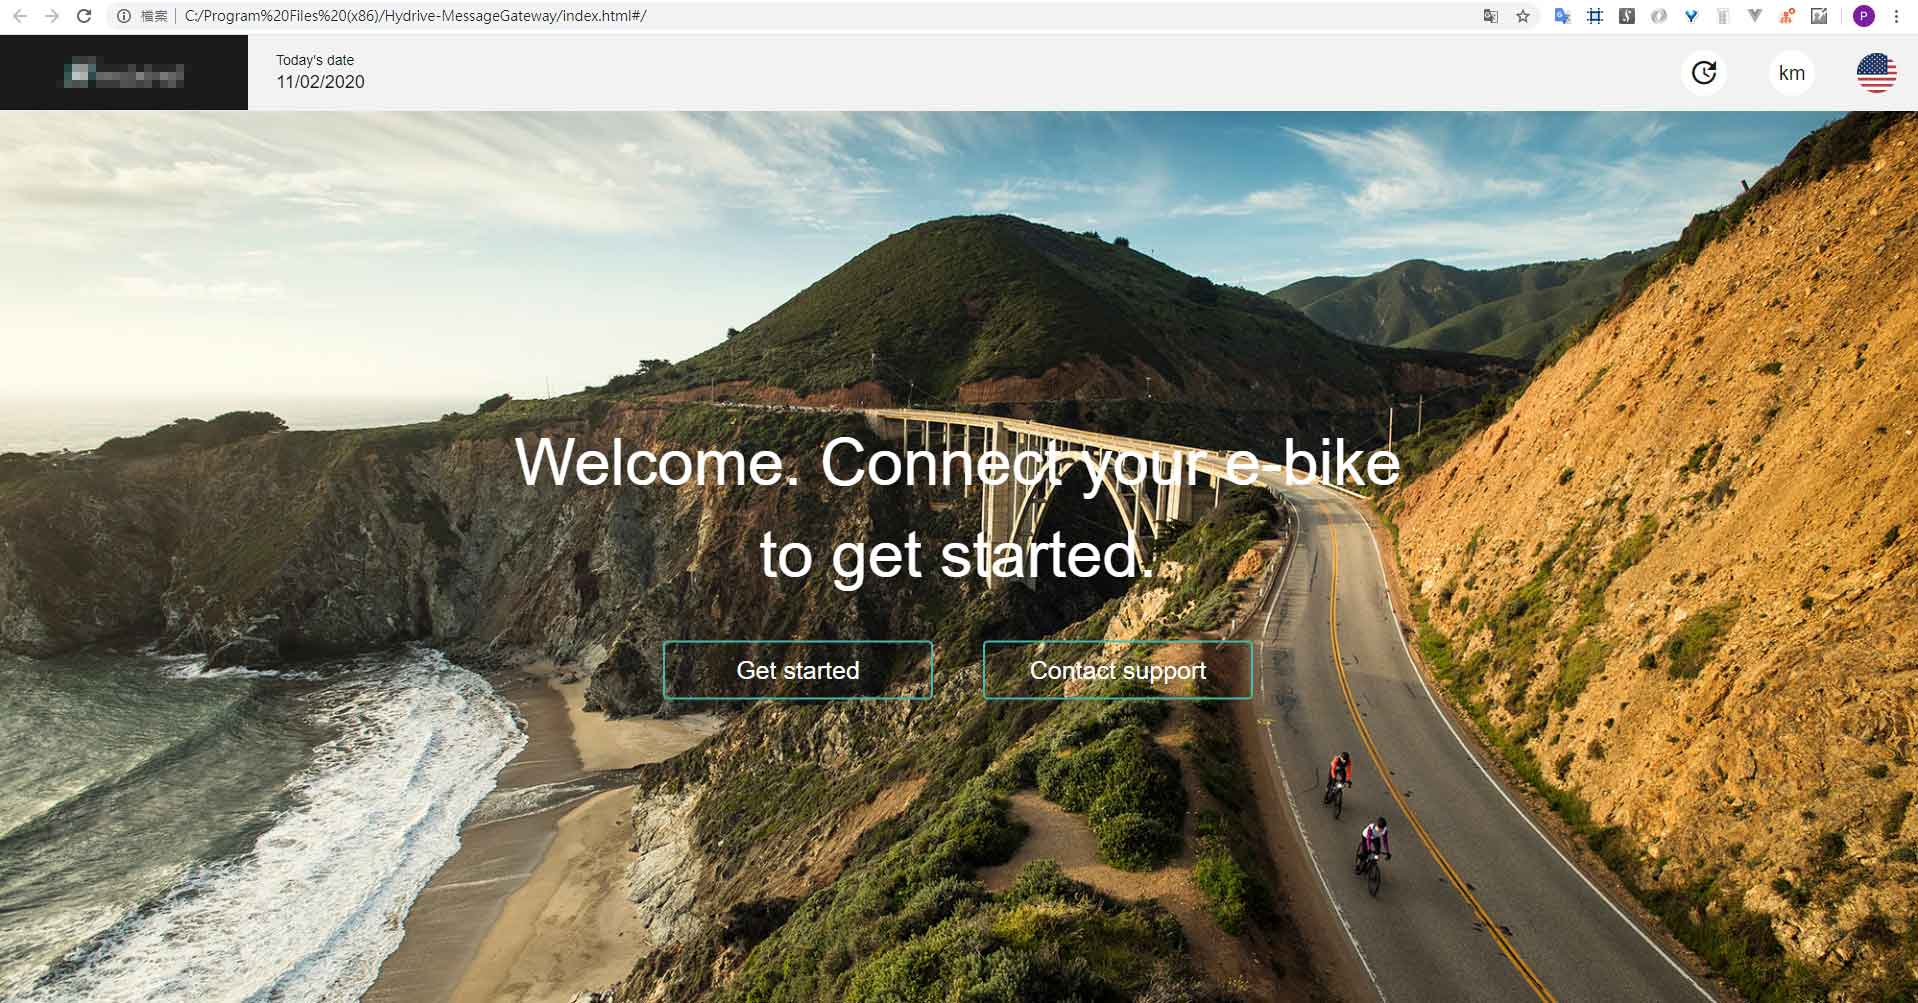 檔案 C:/Program%20Files%20(x86)/Hydrive-MessageGateway/index.html#/
P
Today's date
11/02/2020
km
Welcome. Connect your e-bike
to get started.
Get started
Contact support